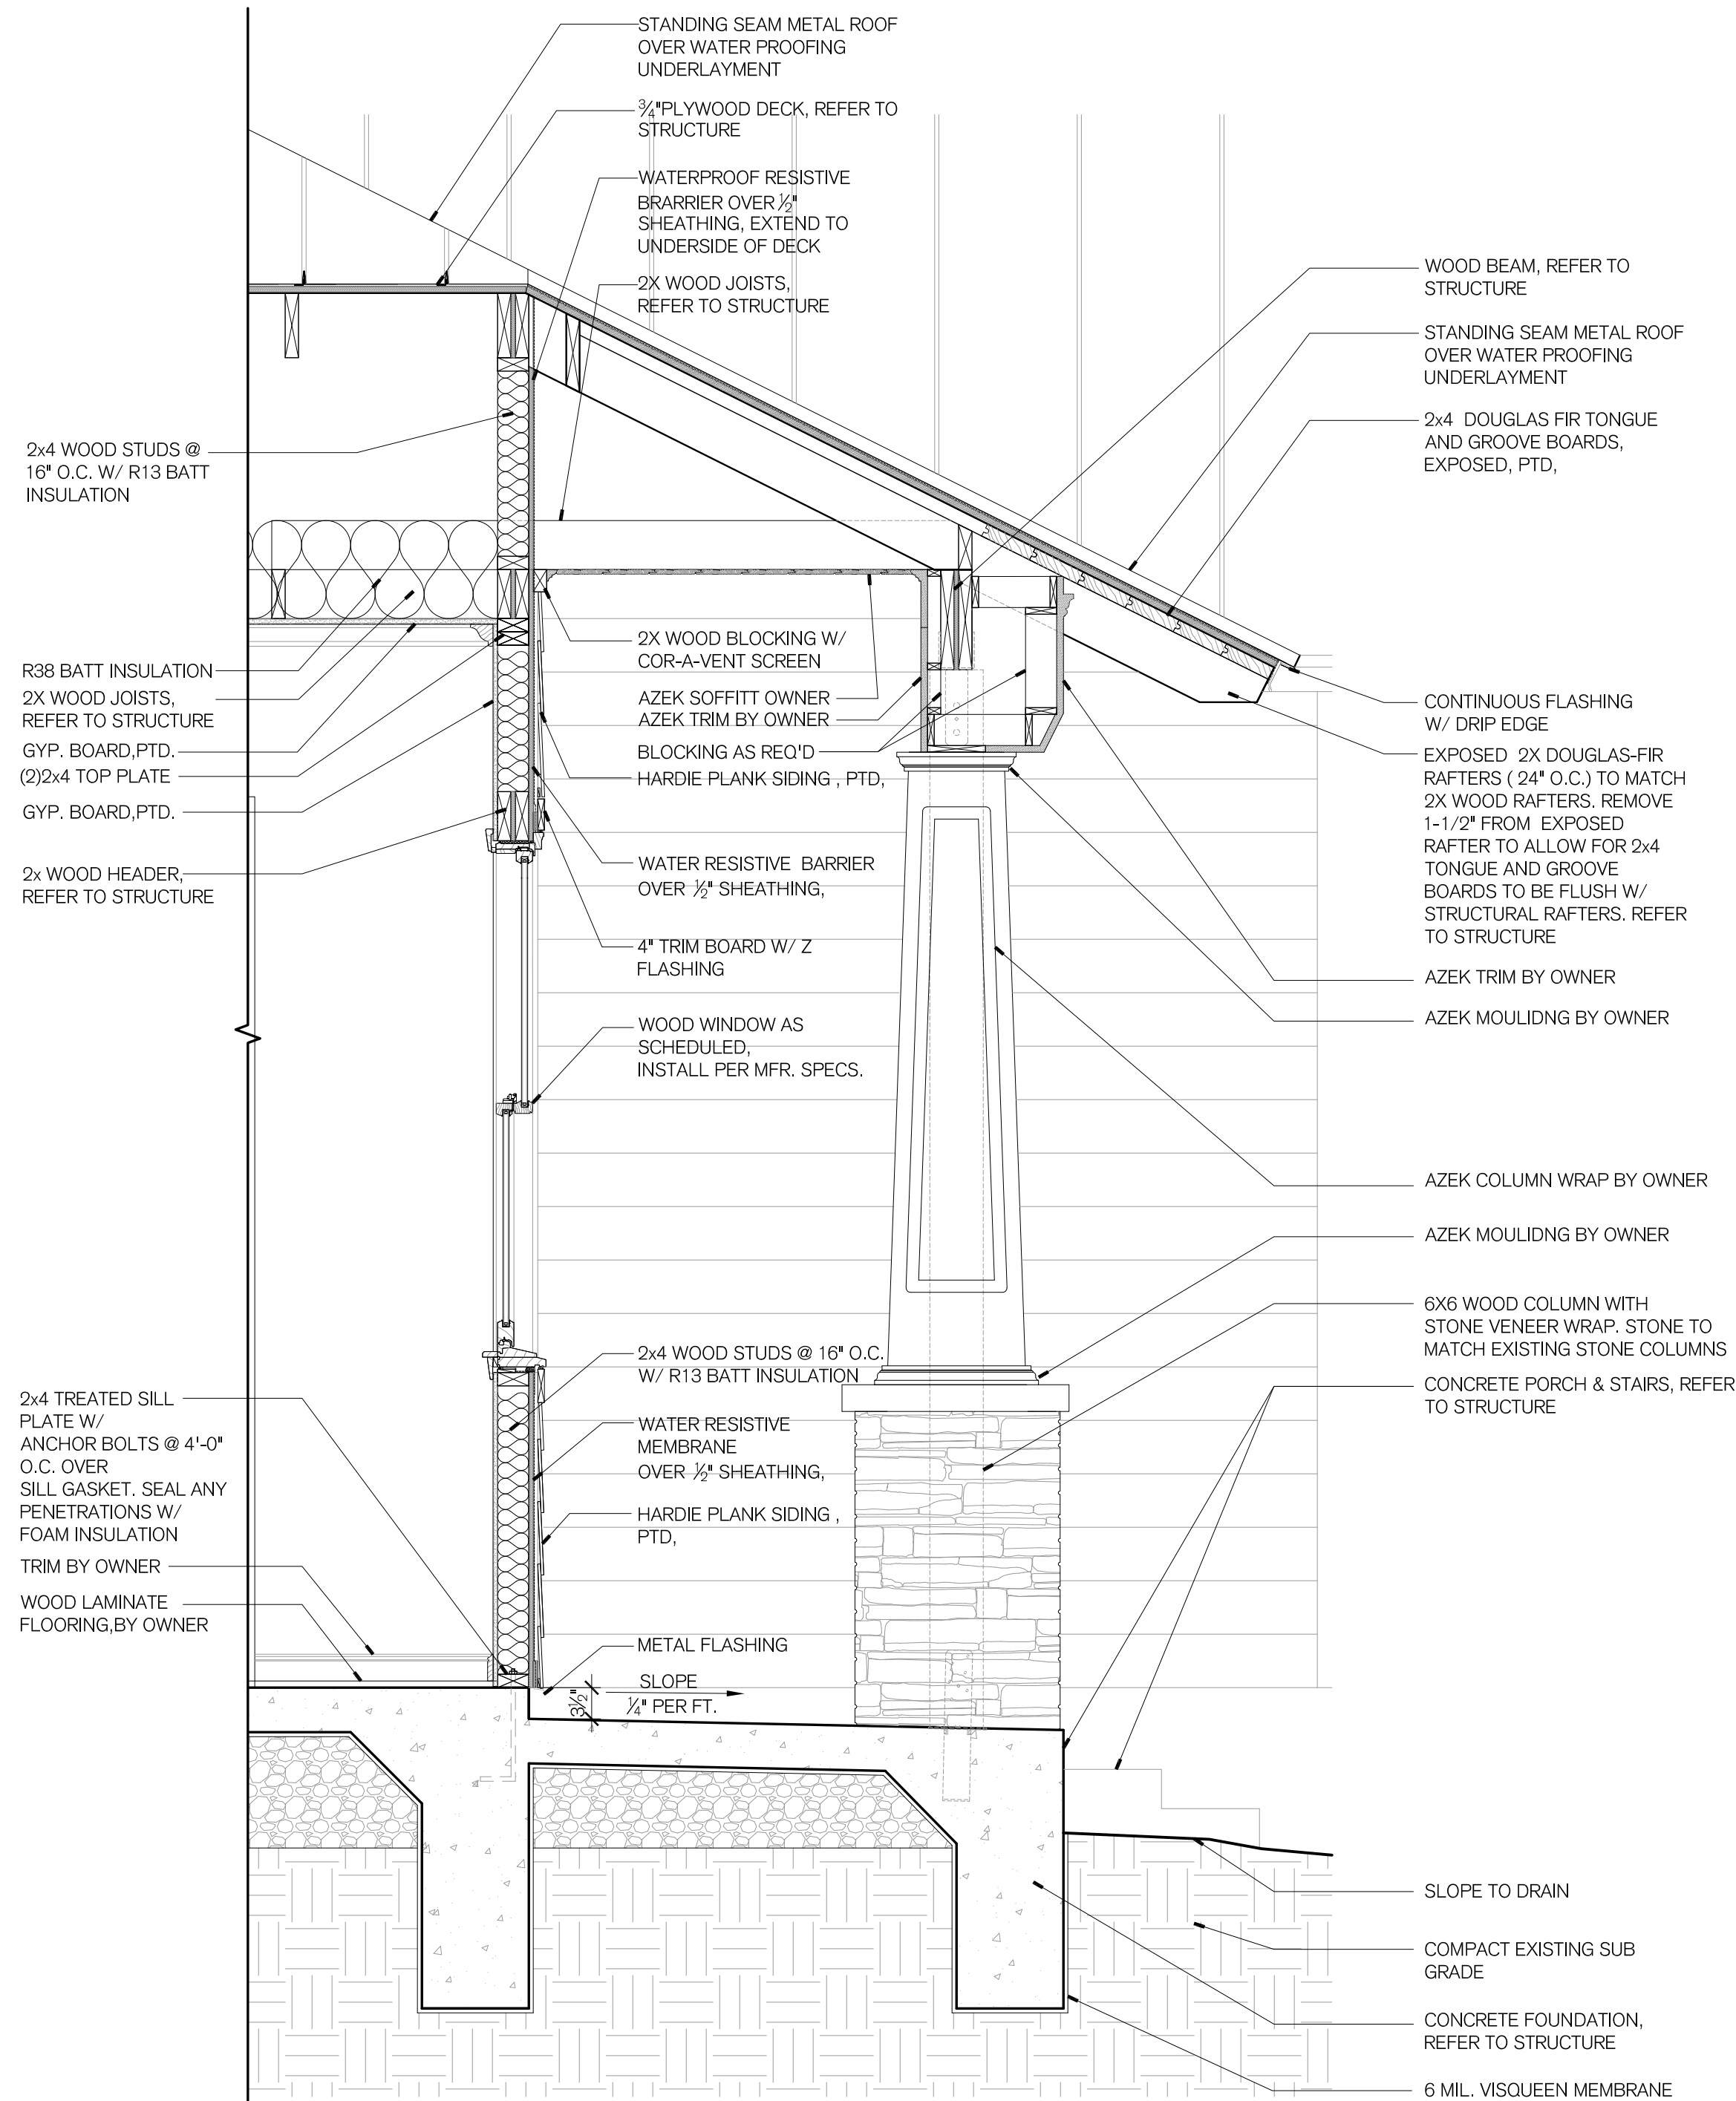 STANDING SEAM METAL ROOF
OVER WATER PROOFING
UNDERLAYMENT
¾"PLYWOOD DECK, REFER TO
STRUCTURE
WATERPROOF RESISTIVE
BRARRIER OVER ½"
SHEATHING, EXTEND TO
UNDERSIDE OF DECK
2X WOOD JOISTS,
REFER TO STRUCTURE
2x4 WOOD STUDS @
16" O.C. W/ R13 BATT
INSULATION
R38 BATT INSULATION
2X WOOD JOISTS,
REFER TO STRUCTURE
GYP. BOARD,PTD.
(2)2x4 TOP PLATE
GYP. BOARD,PTD.
2x WOOD HEADER,
REFER TO STRUCTURE
2x4 TREATED SILL
PLATE W/
ANCHOR BOLTS @ 4'-0"
O.C. OVER
SILL GASKET. SEAL ANY
PENETRATIONS W/
FOAM INSULATION
TRIM BY OWNER
WOOD LAMINATE
FLOORING,BY OWNER
2X WOOD BLOCKING W/
COR-A-VENT SCREEN
AZEK SOFFITT OWNER
AZEK TRIM BY OWNER
BLOCKING AS REQ'D
HARDIE PLANK SIDING , PTD,
WATER RESISTIVE BARRIER
OVER ½" SHEATHING,
4" TRIM BOARD W/ Z
FLASHING
WOOD WINDOW AS
SCHEDULED,
INSTALL PER MFR. SPECS.
2x4 WOOD STUDS @ 16" O.C.
W/ R13 BATT INSULATION
WATER RESISTIVE
MEMBRANE
OVER ½" SHEATHING,
HARDIE PLANK SIDING ,
PTD,
METAL FLASHING
SLOPE
¼" PER FT.
3½"
WOOD BEAM, REFER TO
STRUCTURE
STANDING SEAM METAL ROOF
OVER WATER PROOFING
UNDERLAYMENT
2x4 DOUGLAS FIR TONGUE
AND GROOVE BOARDS,
EXPOSED, PTD,
CONTINUOUS FLASHING
W/ DRIP EDGE
EXPOSED 2X DOUGLAS-FIR
RAFTERS ( 24" O.C.) TO MATCH
2X WOOD RAFTERS. REMOVE
1-1/2" FROM EXPOSED
RAFTER TO ALLOW FOR 2x4
TONGUE AND GROOVE
BOARDS TO BE FLUSH W/
STRUCTURAL RAFTERS. REFER
TO STRUCTURE
AZEK TRIM BY OWNER
AZEK MOULIDNG BY OWNER
AZEK COLUMN WRAP BY OWNER
AZEK MOULIDNG BY OWNER
6X6 WOOD COLUMN WITH
STONE VENEER WRAP. STONE TO
MATCH EXISTING STONE COLUMNS
CONCRETE PORCH & STAIRS, REFER
TO STRUCTURE
SLOPE TO DRAIN
COMPACT EXISTING SUB
GRADE
CONCRETE FOUNDATION,
REFER TO STRUCTURE
6 MIL. VISQUEEN MEMBRANE